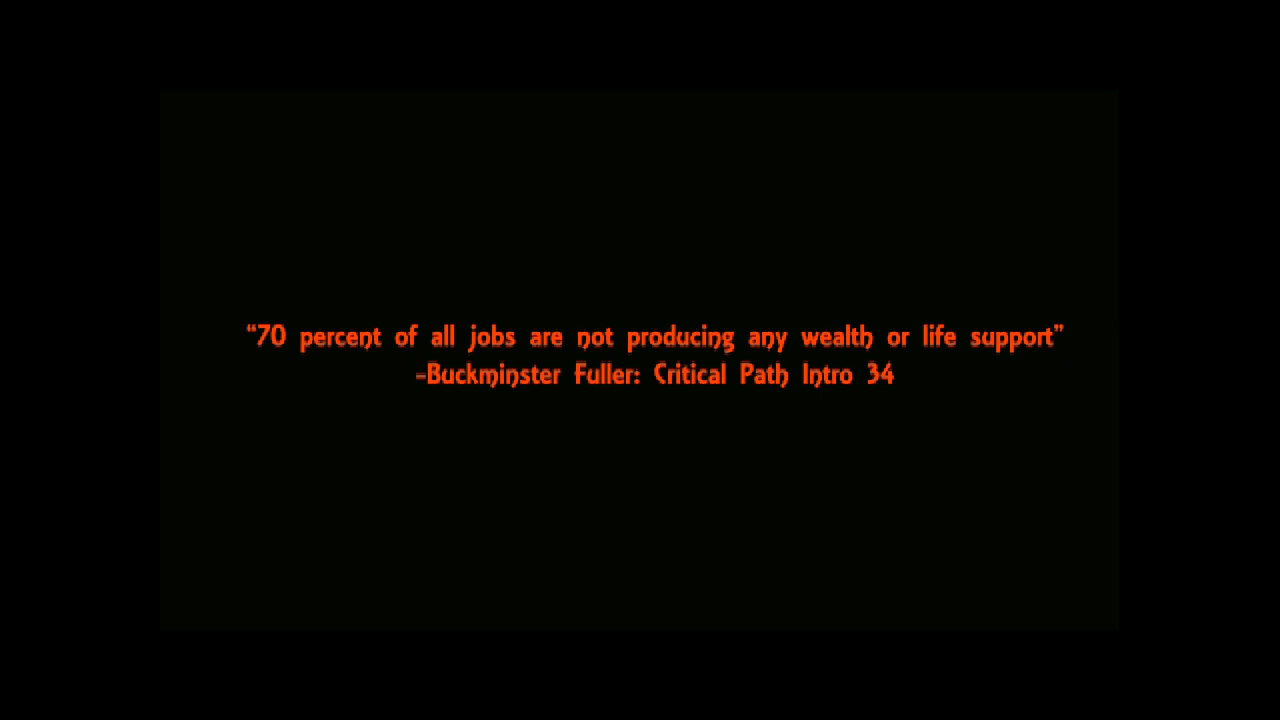 “70 percent of all jobs are not producing any wealth or life support”
-Buckminster Fuller: Critical Path Intro 34